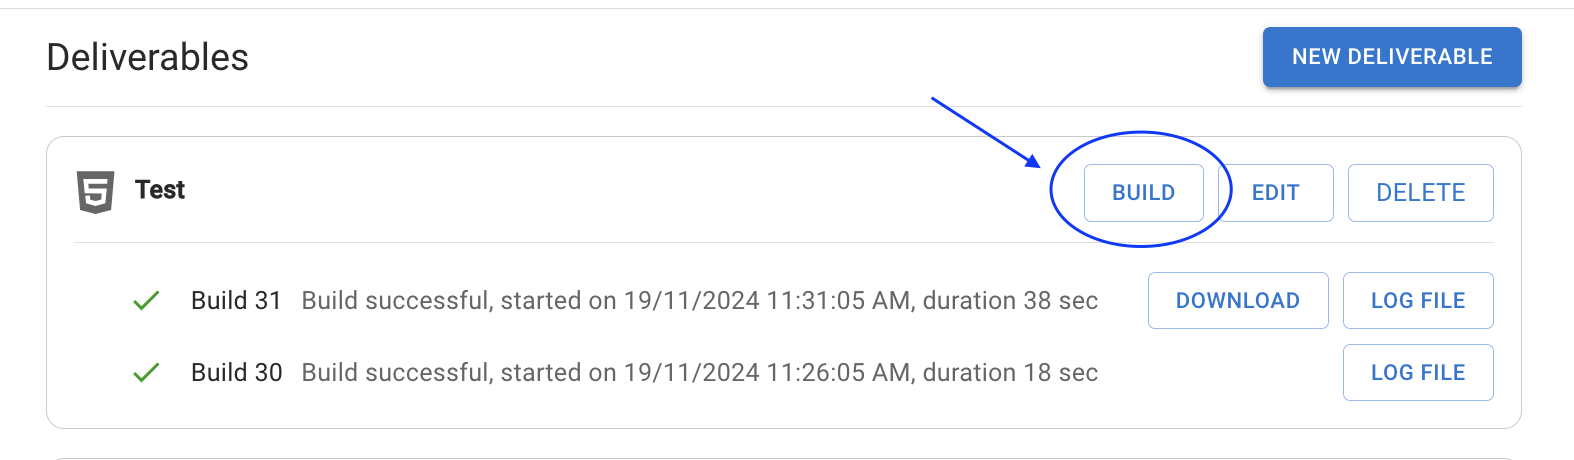 Deliverables
NEW DELIVERABLE
Test
BUILD
EDIT
DELETE
Build 31 Build successful, started on 19/11/2024 11:31:05 AM, duration 38 sec
DOWNLOAD
LOG FILE
Build 30 Build successful, started on 19/11/2024 11:26:05 AM, duration 18 sec
LOG FILE